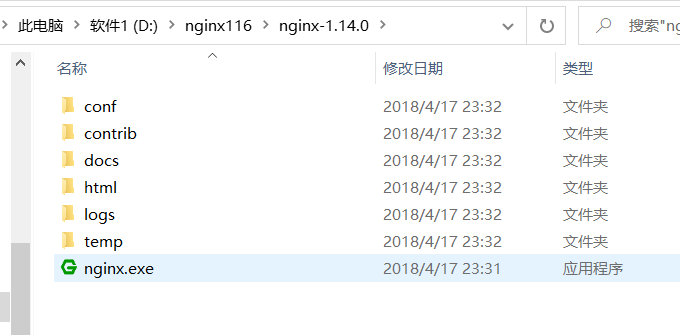 此电脑 > 软件1 (D:) > nginx116 > nginx-1.14.0 >
搜索"ng
名称 修改日期 类型
conf 2018/4/17 23:32 文件夹
contrib 2018/4/17 23:32 文件夹
docs 2018/4/17 23:32 文件夹
html 2018/4/17 23:32 文件夹
logs 2018/4/17 23:32 文件夹
temp 2018/4/17 23:32 文件夹
nginx.exe 2018/4/17 23:31 应用程序